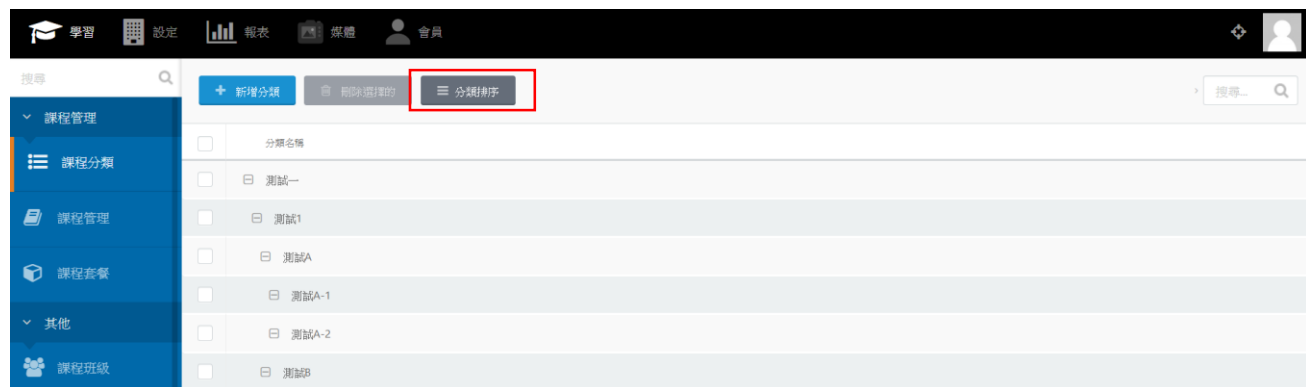 學習 設定 報表 媒體 會員
搜尋
新增分類 刪除選擇的 分類排序
搜尋...
課程管理
分類名稱
課程分類
測試一
課程管理
測試1
測試A
課程套餐
測試A-1
其他
測試A-2
課程班級
測試B